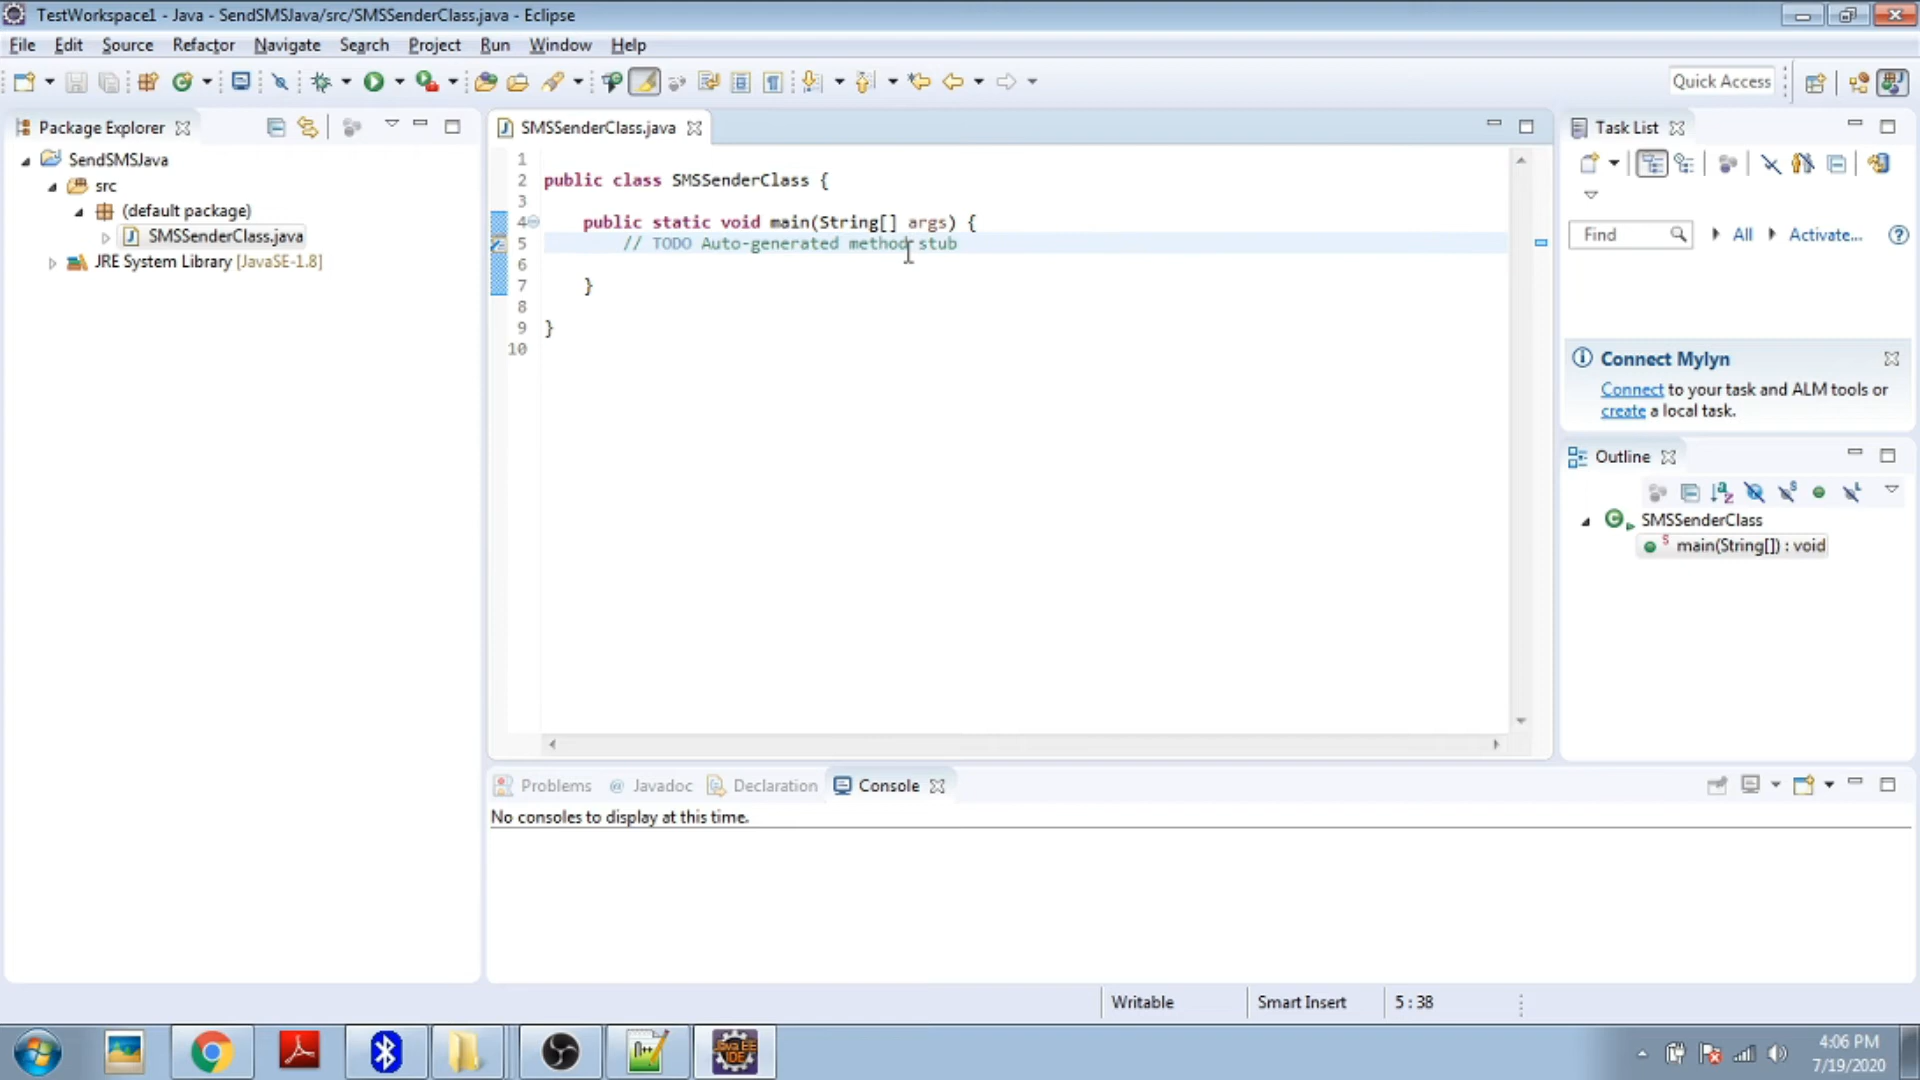 TestWorkspace1 - Java - SendSMSJava/src/SMSSenderClass.java - Eclipse
File Edit Source Refactor Navigate Search Project Run Window Help
Quick Access
Package Explorer
SendSMSJava
src
(default package)
SMSSenderClass.java
JRE System Library [JavaSE-1.8]
SMSSenderClass.java
1
2 public class SMSSenderClass {
3
4 public static void main(String[] args) {
5 // TODO Auto-generated method stub
6
7 }
8
9 }
10
Task List
Find All Activate...
Connect Mylyn
Connect to your task and ALM tools or
create a local task.
Outline
SMSSenderClass
main(String[]) : void
Problems @ Javadoc Declaration Console
No consoles to display at this time.
Writable Smart Insert 5 : 38
Java EE
IDE
4:06 PM
7/19/2020